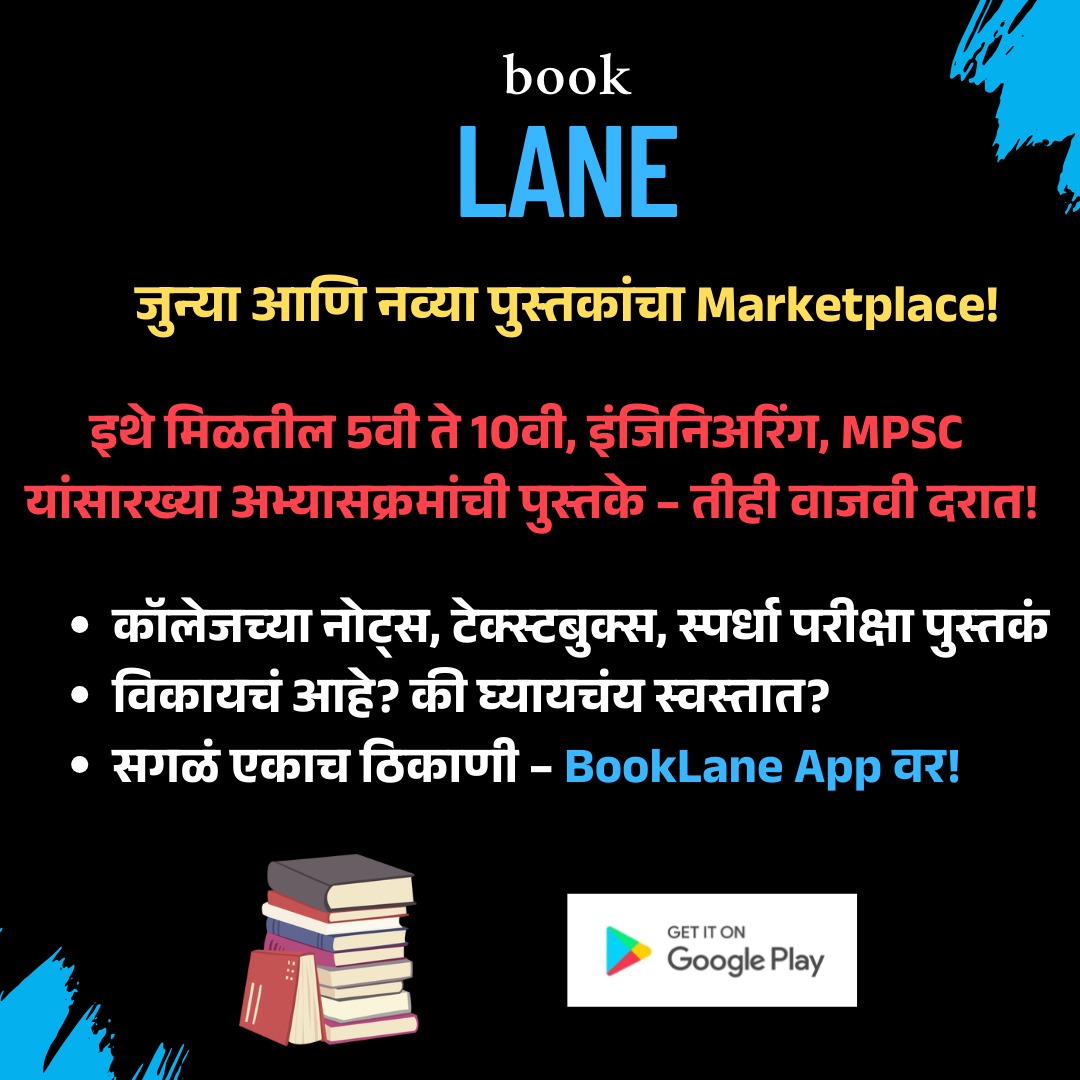 book
LANE
जुन्या आणि नव्या पुस्तकांचा Marketplace!
इथे मिळतील 5वी ते 10वी, इंजिनिअरिंग, MPSC
यांसारख्या अभ्यासक्रमांची पुस्तके – तीही वाजवी दरात!
• कॉलेजच्या नोट्स, टेक्स्टबुक्स, स्पर्धा परीक्षा पुस्तकं
• विकायचं आहे? की घ्यायचंय स्वस्तात?
• सगळं एकाच ठिकाणी – BookLane App वर!
GET IT ON
Google Play